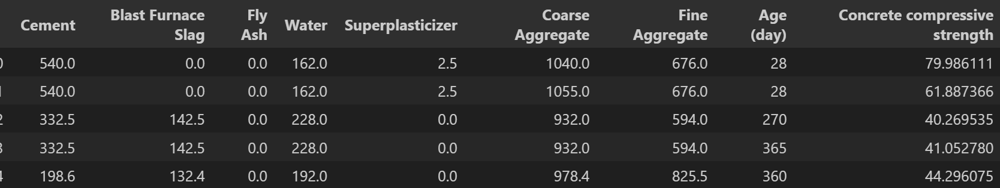 Cement Blast Furnace Slag Fly Ash Water Superplasticizer Coarse Aggregate Fine Aggregate Age (day) Concrete compressive strength
0 540.0 0.0 0.0 162.0 2.5 1040.0 676.0 28 79.986111
1 540.0 0.0 0.0 162.0 2.5 1055.0 676.0 28 61.887366
2 332.5 142.5 0.0 228.0 0.0 932.0 594.0 270 40.269535
3 332.5 142.5 0.0 228.0 0.0 932.0 594.0 365 41.052780
4 198.6 132.4 0.0 192.0 0.0 978.4 825.5 360 44.296075